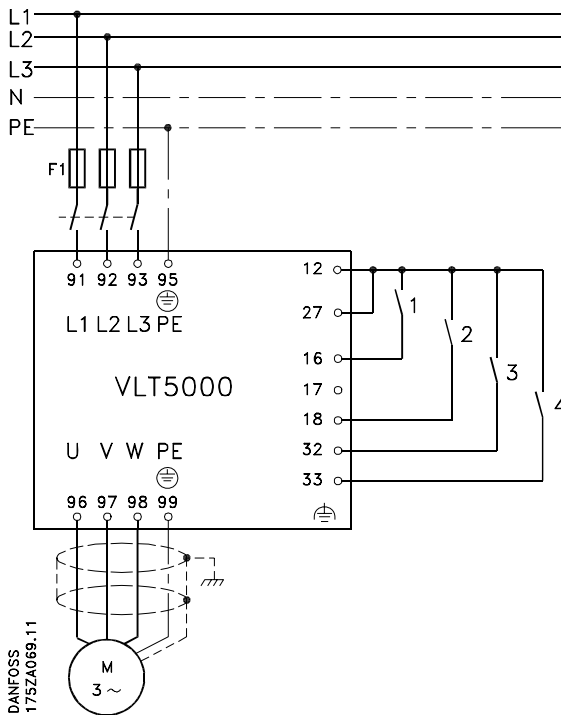 L1
L2
L3
N
PE
F1
91 92 93 95
L1 L2 L3 PE
VLT5000
U V W PE
96 97 98 99
12
27
16
17
18
32
33
1
2
3
4
M
3 ~
DANFOSS
175ZA069.11